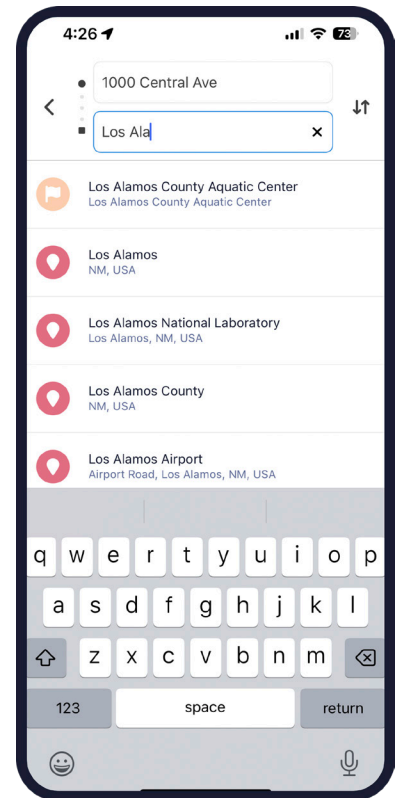 4:26
73
1000 Central Ave
Los Ala
Los Alamos County Aquatic Center
Los Alamos County Aquatic Center
Los Alamos
NM, USA
Los Alamos National Laboratory
Los Alamos, NM, USA
Los Alamos County
NM, USA
Los Alamos Airport
Airport Road, Los Alamos, NM, USA
q w e r t y u i o p
a s d f g h j k l
z x c v b n m
123 space return